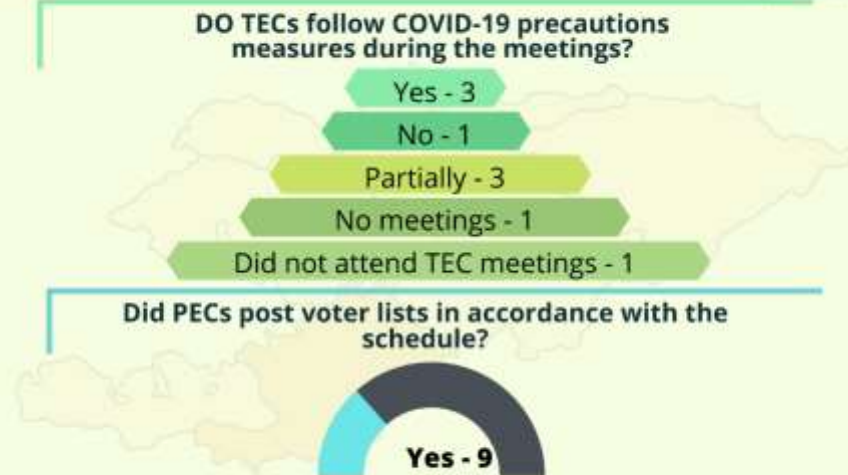 DO TECs follow COVID-19 precautions
measures during the meetings?
Yes - 3
No - 1
Partially - 3
No meetings - 1
Did not attend TEC meetings - 1
Did PECs post voter lists in accordance with the
schedule?
Yes - 9